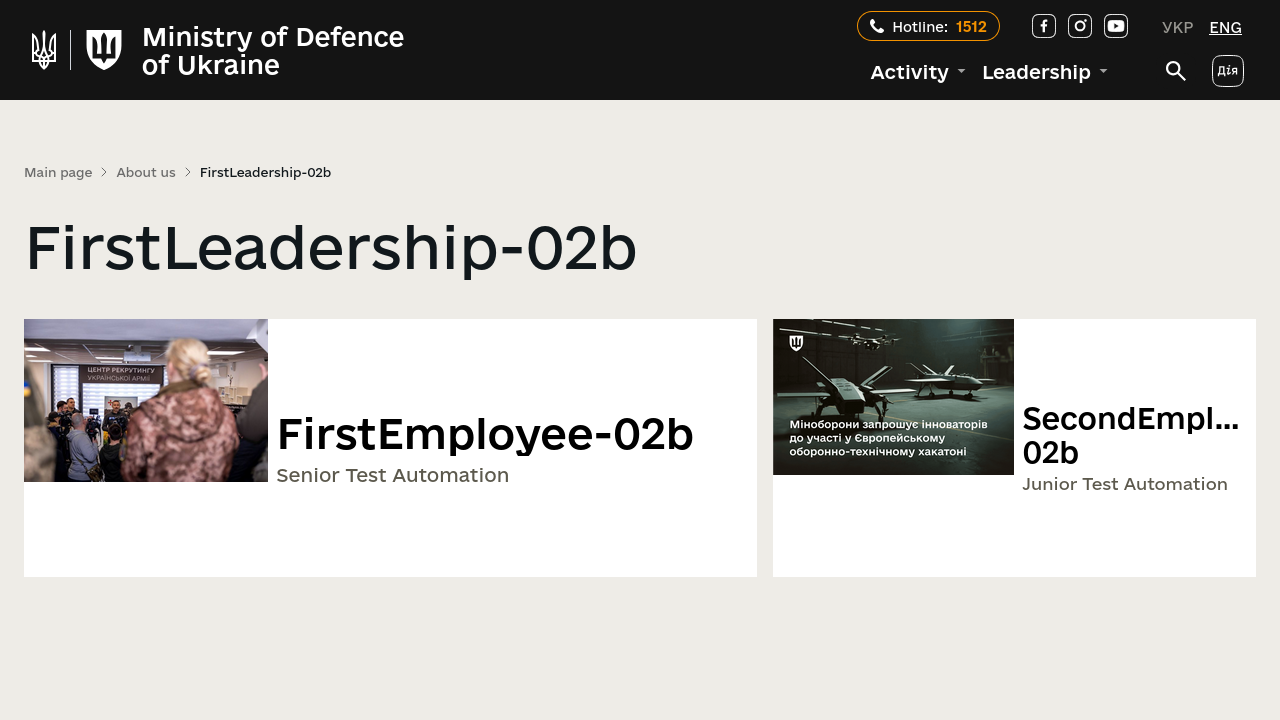 Ministry of Defence
of Ukraine
Hotline: 1512
УКР ENG
Activity Leadership
Дія
Main page About us FirstLeadership-02b
FirstLeadership-02b
ЦЕНТР РЕКРУТИНГУ
УКРАЇНСЬКОЇ АРМІЇ
FirstEmployee-02b
Senior Test Automation
Міноборони запрошує інноваторів
до участі у Європейському
оборонно-технічному хакатоні
SecondEmpl...
02b
Junior Test Automation